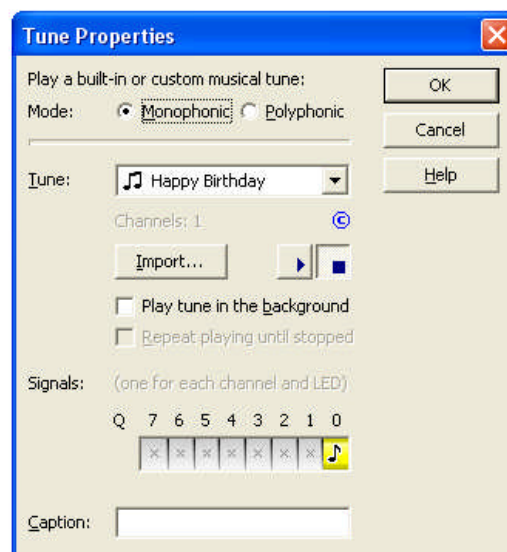 Tune Properties
Play a built-in or custom musical tune:
OK
Mode: Monophonic Polyphonic
Cancel
Tune: Happy Birthday
Help
Channels: 1 ©
Import...
Play tune in the background
Repeat playing until stopped
Signals: (one for each channel and LED)
Q 7 6 5 4 3 2 1 0
Caption: